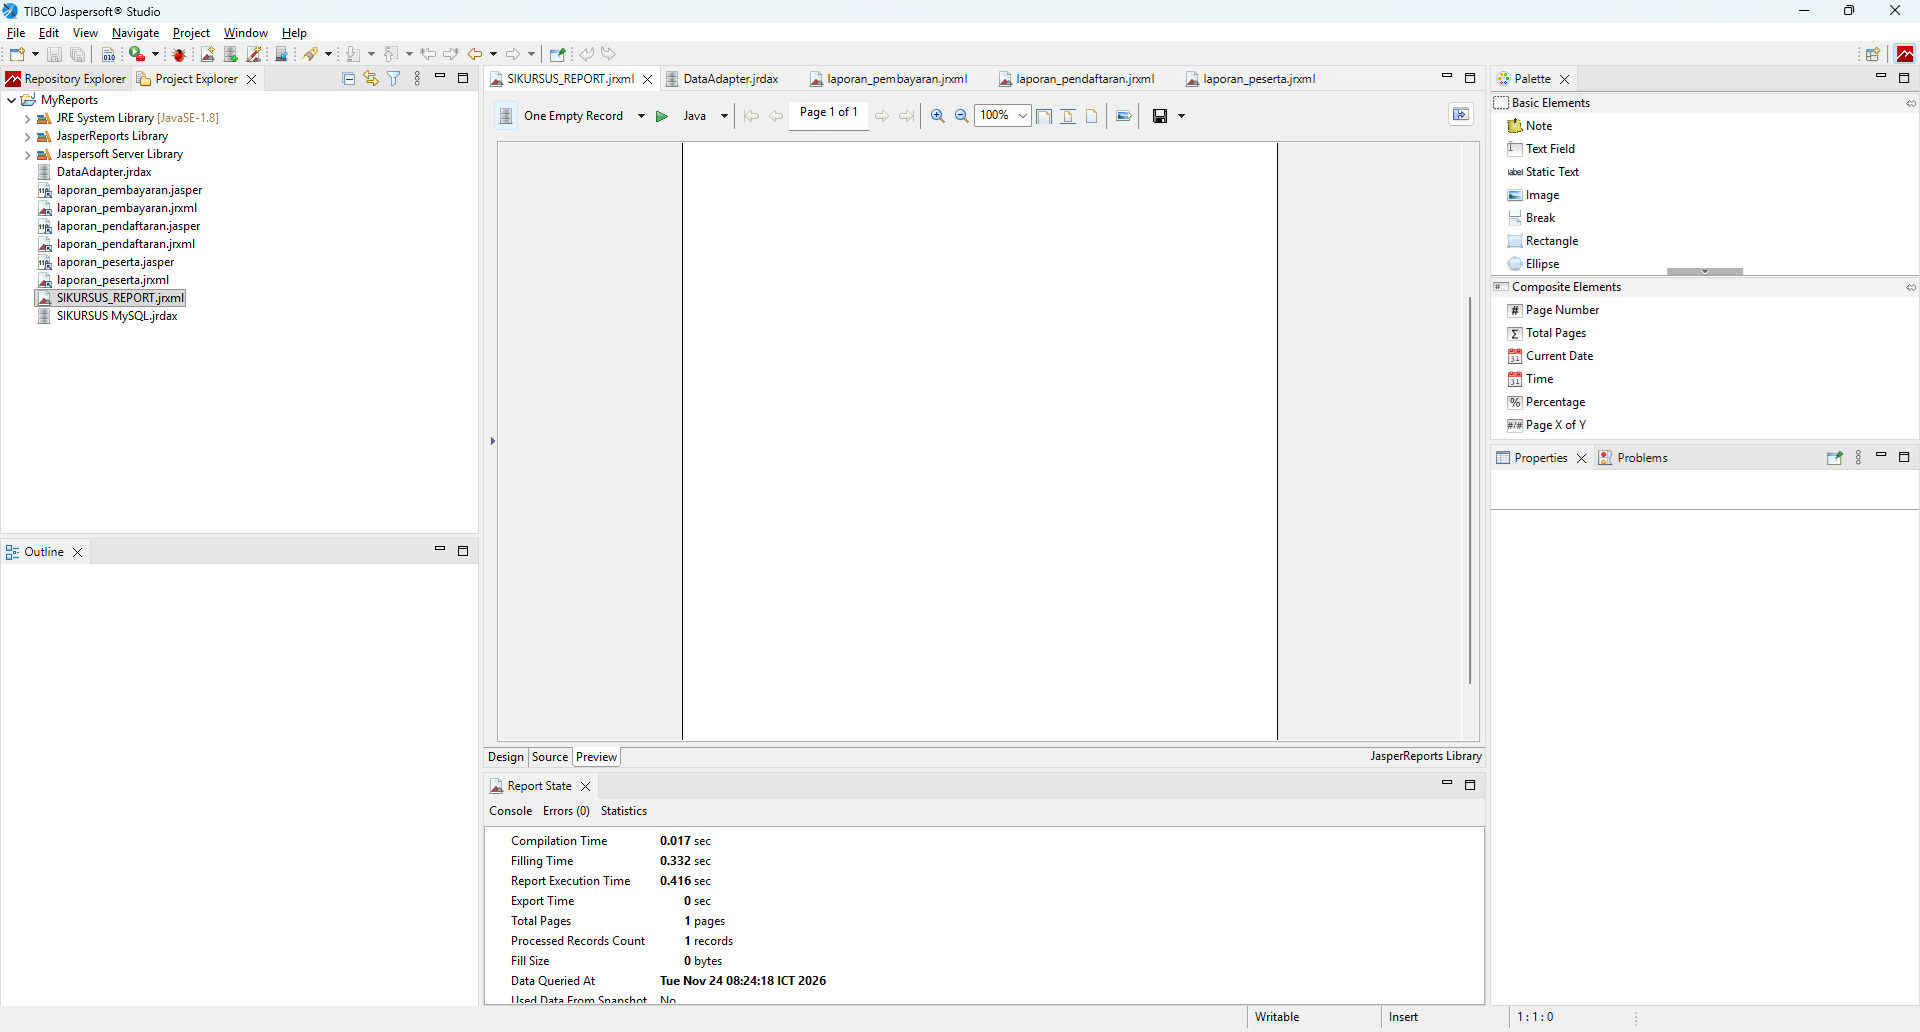 TIBCO Jaspersoft® Studio
File Edit View Navigate Project Window Help
Repository Explorer Project Explorer
MyReports
JRE System Library [JavaSE-1.8]
JasperReports Library
Jaspersoft Server Library
DataAdapter.jrdax
laporan_pembayaran.jasper
laporan_pembayaran.jrxml
laporan_pendaftaran.jasper
laporan_pendaftaran.jrxml
laporan_peserta.jasper
laporan_peserta.jrxml
SIKURSUS_REPORT.jrxml
SIKURSUS MySQL.jrdax
Outline
SIKURSUS_REPORT.jrxml DataAdapter.jrdax laporan_pembayaran.jrxml laporan_pendaftaran.jrxml laporan_peserta.jrxml
One Empty Record Java Page 1 of 1 100%
Design Source Preview JasperReports Library
Report State
Console Errors (0) Statistics
Compilation Time 0.017 sec
Filling Time 0.332 sec
Report Execution Time 0.416 sec
Export Time 0 sec
Total Pages 1 pages
Processed Records Count 1 records
Fill Size 0 bytes
Data Queried At Tue Nov 24 08:24:18 ICT 2026
Used Data From Snapshot No
Palette
Basic Elements
Note
Text Field
label Static Text
Image
Break
Rectangle
Ellipse
Composite Elements
# Page Number
Σ Total Pages
31 Current Date
31 Time
% Percentage
#/# Page X of Y
Properties Problems
Writable Insert 1 : 1 : 0